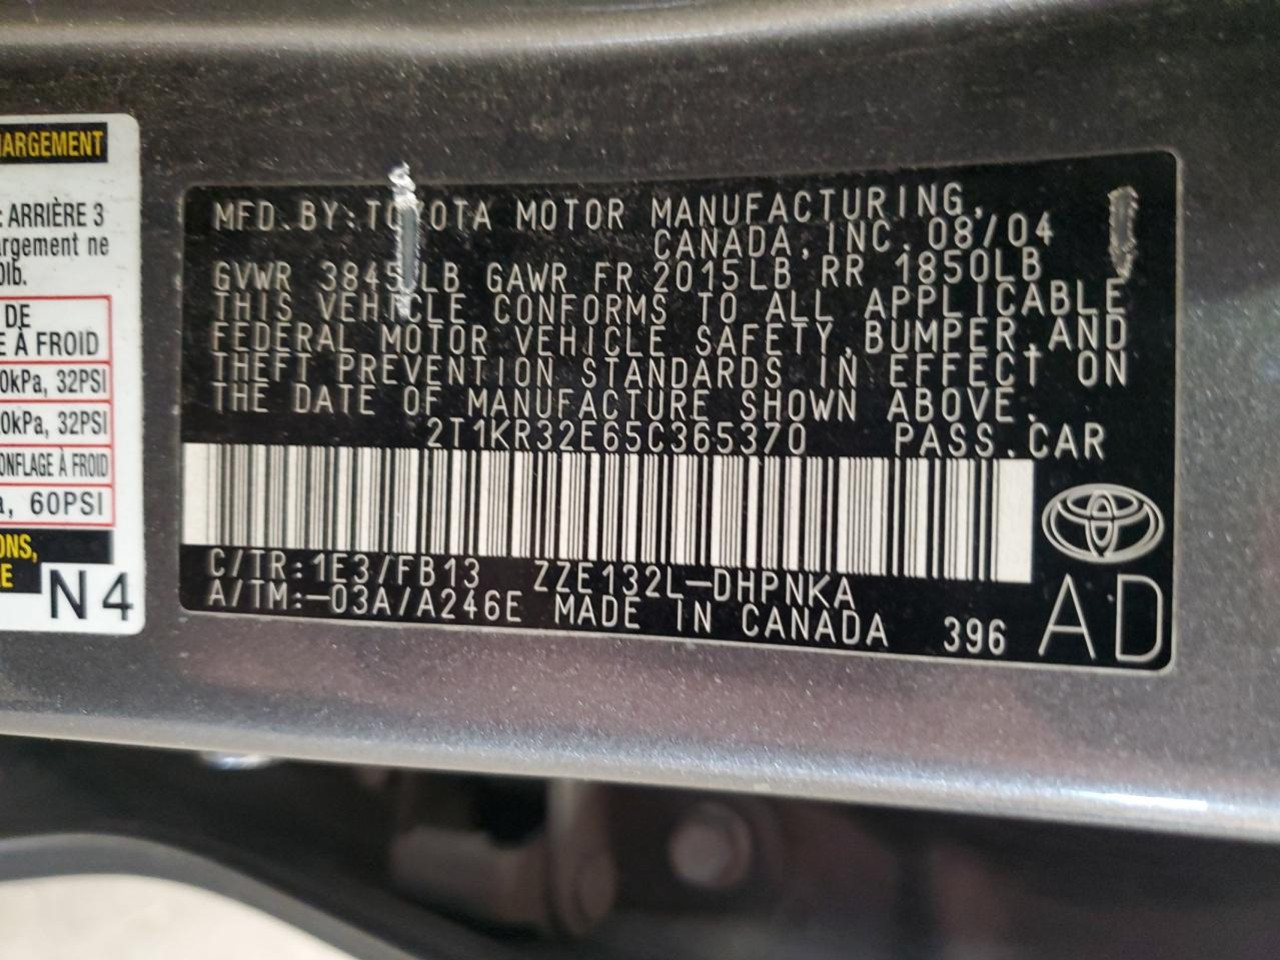 ARGEMENT
: ARRIÈRE 3
argement ne
lb.
DE
E À FROID
0kPa, 32PSI
0kPa, 32PSI
ONFLAGE À FROID
a, 60PSI
ONS,
E
N4
MFD.BY:TOYOTA MOTOR MANUFACTURING,
CANADA,INC. 08/04
GVWR 3845LB GAWR FR 2015LB RR 1850LB
THIS VEHICLE CONFORMS TO ALL APPLICABLE
FEDERAL MOTOR VEHICLE SAFETY,BUMPER,AND
THEFT PREVENTION STANDARDS IN EFFECT ON
THE DATE OF MANUFACTURE SHOWN ABOVE.
2T1KR32E65C365370 PASS.CAR
C/TR:1E3/FB13 ZZE132L-DHPNKA
A/TM:-03A/A246E MADE IN CANADA 396 AD